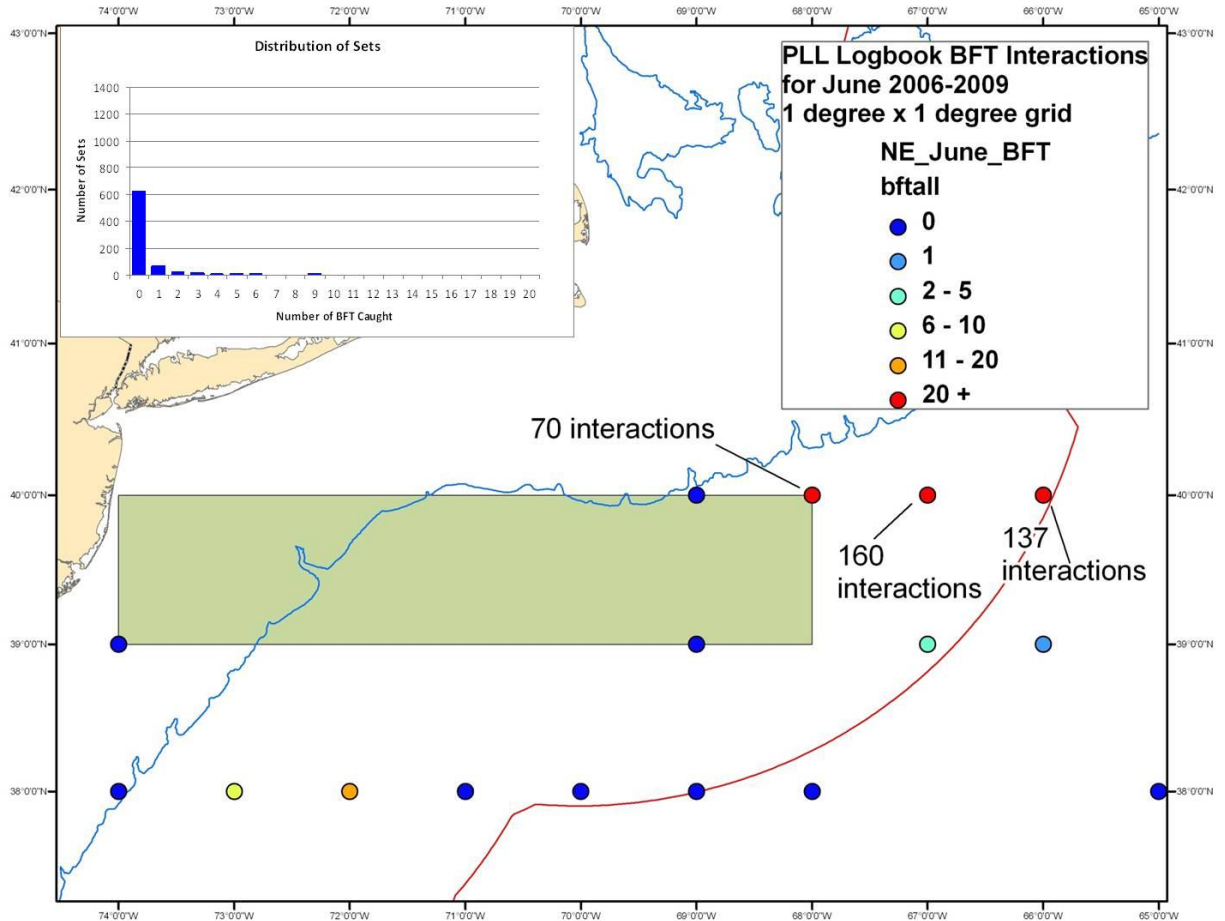 74°0'0"W 73°0'0"W 72°0'0"W 71°0'0"W 70°0'0"W 69°0'0"W 68°0'0"W 67°0'0"W 66°0'0"W 65°0'0"W
43°0'0"N 43°0'0"N
Distribution of Sets
1400
1200
1000
800
600
400
200
0
Number of Sets
0 1 2 3 4 5 6 7 8 9 10 11 12 13 14 15 16 17 18 19 20
Number of BFT Caught
PLL Logbook BFT Interactions
for June 2006-2009
1 degree x 1 degree grid
NE_June_BFT
bftall
0
1
2 - 5
6 - 10
11 - 20
20 +
42°0'0"N 42°0'0"N
41°0'0"N 41°0'0"N
70 interactions
40°0'0"N 40°0'0"N
160
interactions
137
interactions
39°0'0"N 39°0'0"N
38°0'0"N 38°0'0"N
74°0'0"W 73°0'0"W 72°0'0"W 71°0'0"W 70°0'0"W 69°0'0"W 68°0'0"W 67°0'0"W 66°0'0"W 65°0'0"W